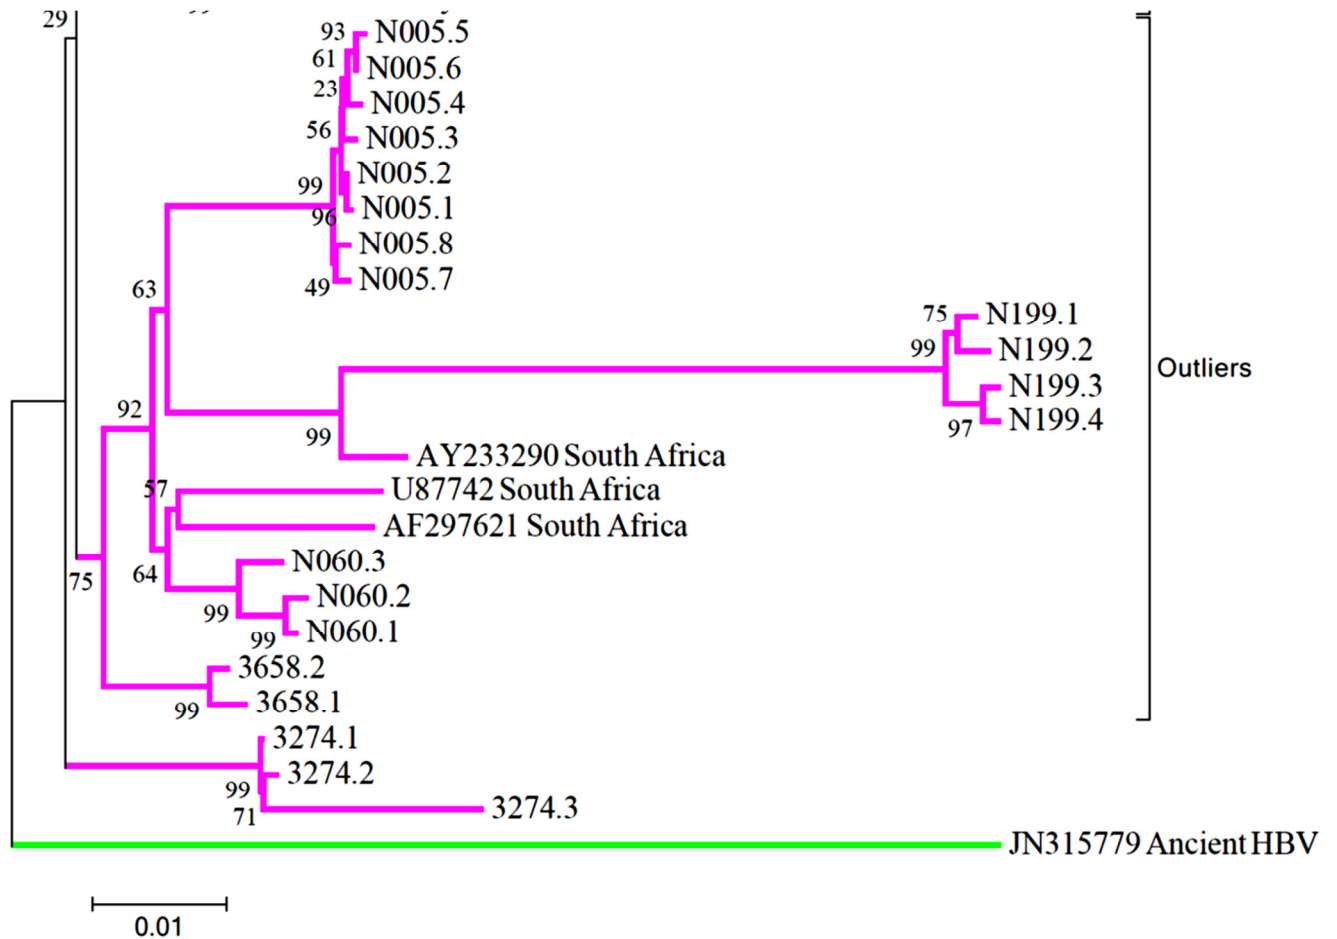 29
93 N005.5
61 N005.6
23
N005.4
56 N005.3
N005.2
99
96 N005.1
N005.8
49 N005.7
63
75 N199.1
99 N199.2
Outliers
N199.3
97 N199.4
92
99
AY233290 South Africa
57 U87742 South Africa
AF297621 South Africa
N060.3
64
75
N060.2
99
99 N060.1
3658.2
99 3658.1
3274.1
3274.2
99
71 3274.3
JN315779 Ancient HBV
0.01